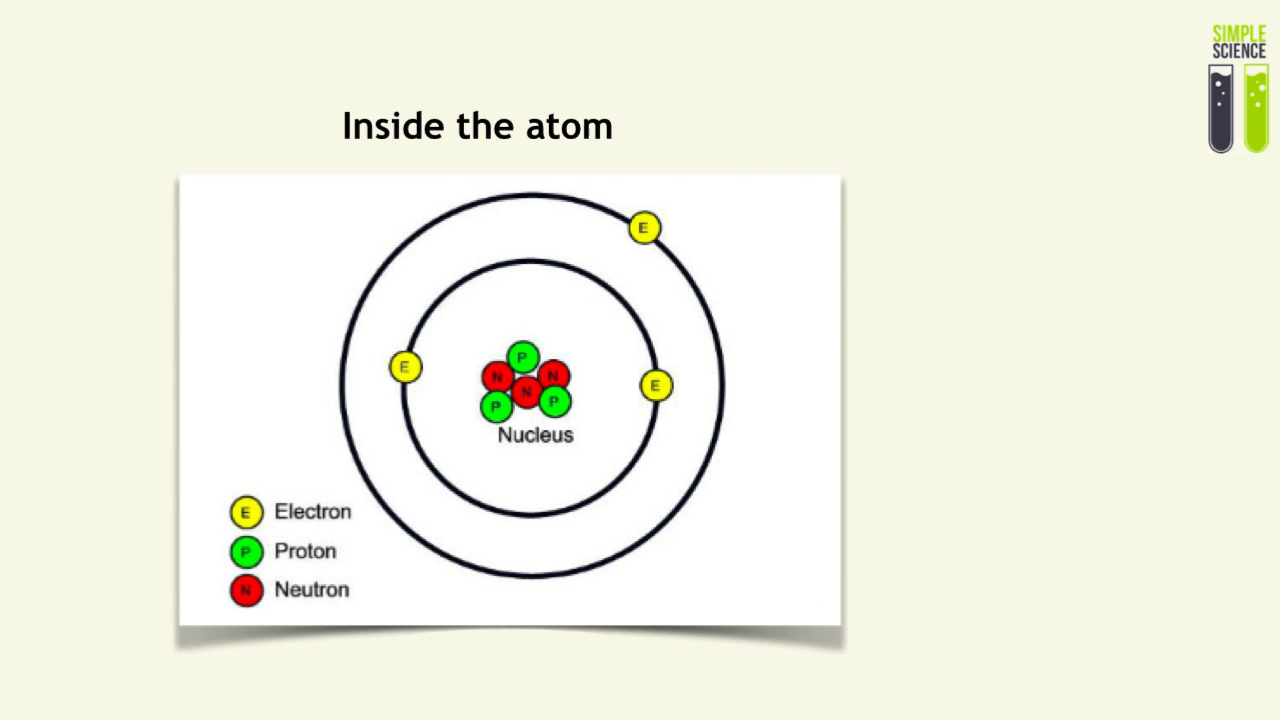 SIMPLE
SCIENCE
Inside the atom
E
E
E
P
N
N
N
P
P
Nucleus
E Electron
P Proton
N Neutron